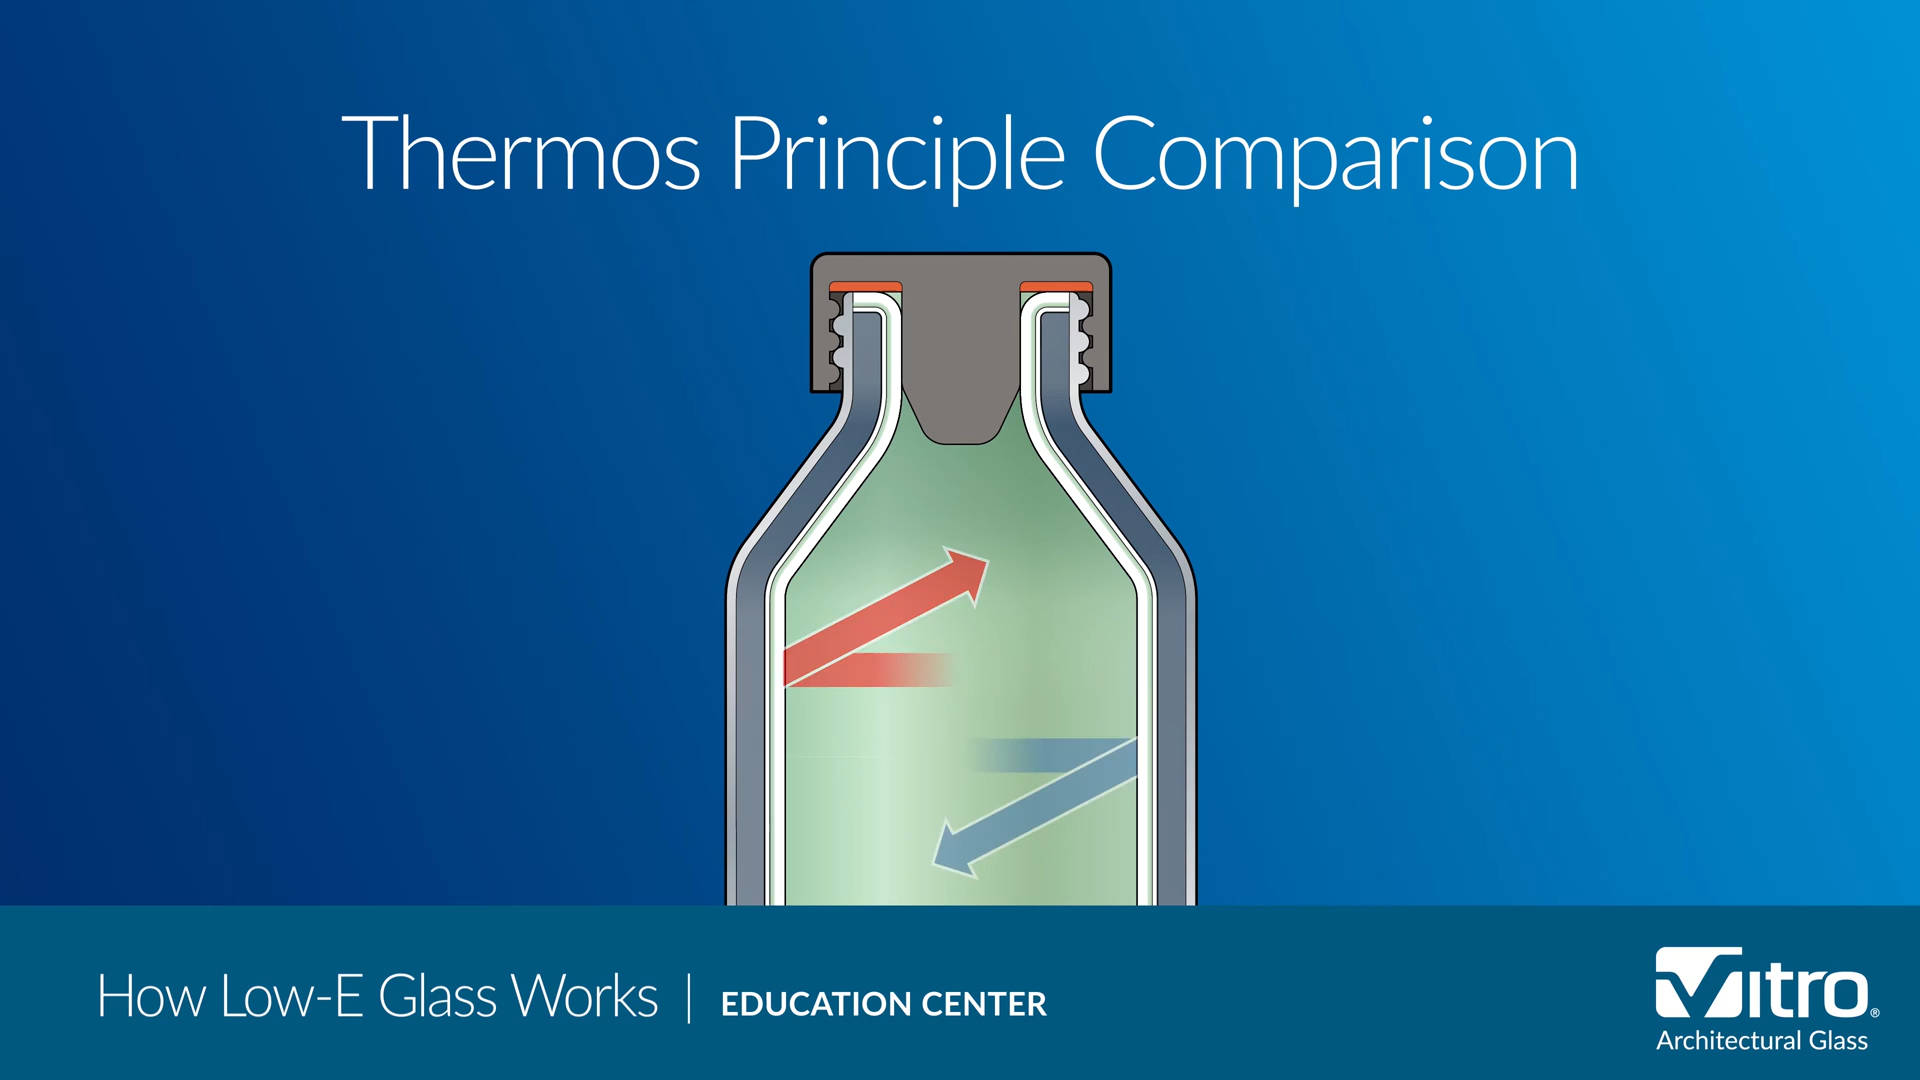 Thermos Principle Comparison
How Low-E Glass Works | EDUCATION CENTER
Vitro®
Architectural Glass